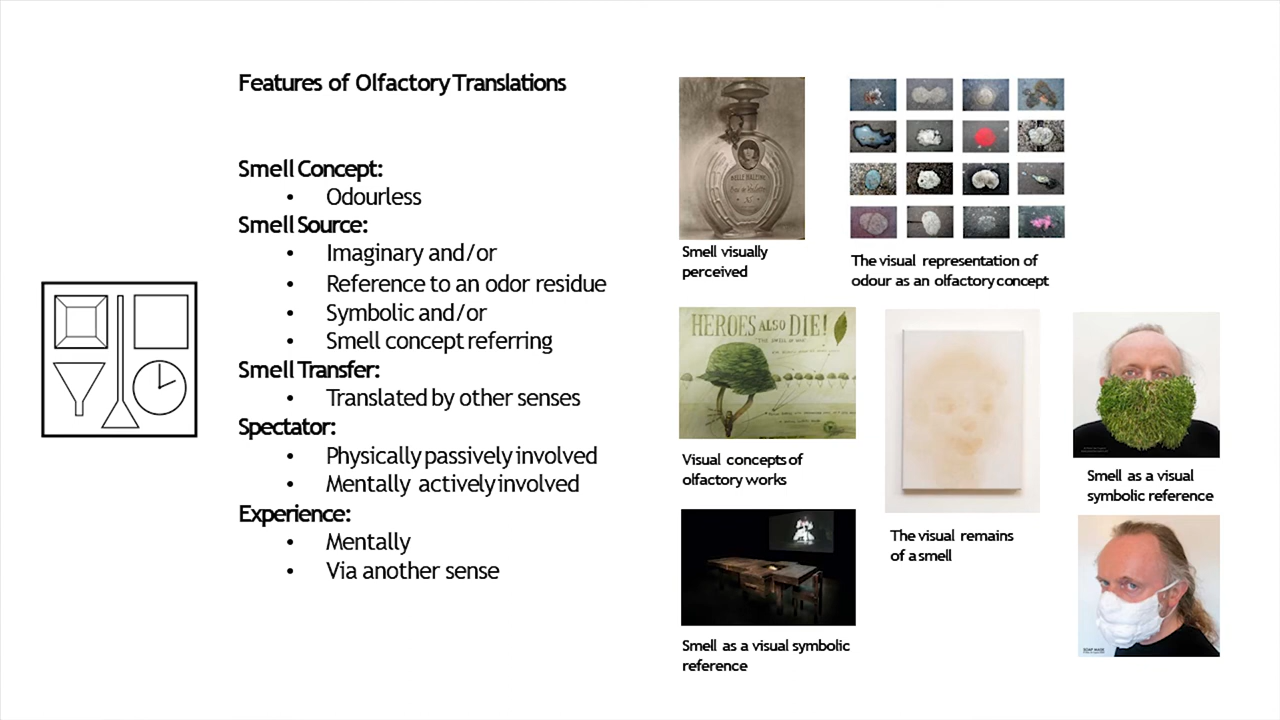 Features of Olfactory Translations
Smell Concept:
• Odourless
Smell Source:
• Imaginary and/or
• Reference to an odor residue
• Symbolic and/or
• Smell concept referring
Smell Transfer:
• Translated by other senses
Spectator:
• Physically passively involved
• Mentally actively involved
Experience:
• Mentally
• Via another sense
Smell visually
perceived
The visual representation of
odour as an olfactory concept
HEROES ALSO DIE!
Visual concepts of
olfactory works
The visual remains
of a smell
Smell as a visual
symbolic reference
Smell as a visual symbolic
reference
SOAP MASK